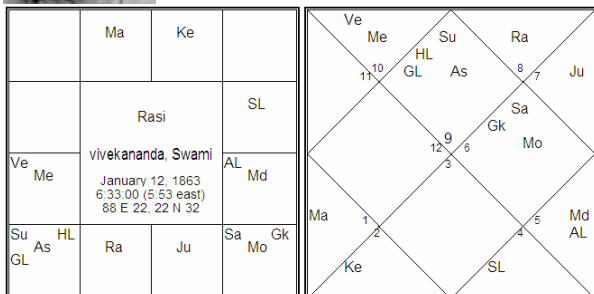 Ma
Ke
SL
Rasi
vivekananda, Swami
January 12, 1863
6:33:00 (5:53 east)
88 E 22, 22 N 32
Ve
Me
AL
Md
Su HL
As
GL
Ra
Ju
Sa Gk
Mo
Ve
Me
Su
Ra
HL
GL As
Ju
11 10
8 7
Sa
Gk
Mo
9
12 6
3
Ma
1
2
5
4
Md
AL
Ke
SL